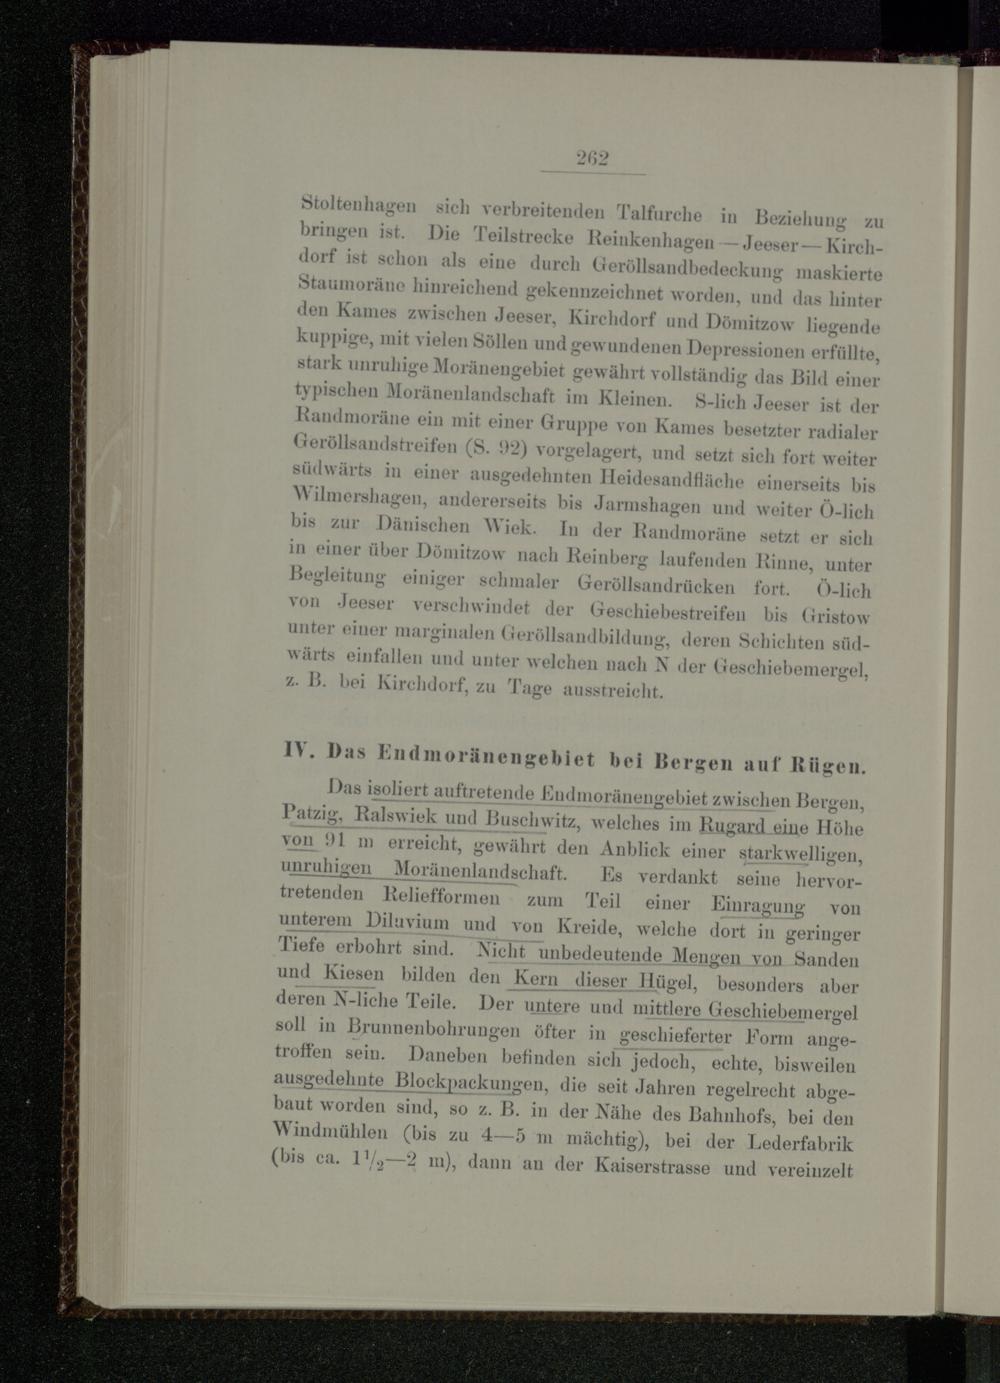 262
Stoltenhagen sich verbreitenden Talfurche in Beziehung zu
bringen ist. Die Teilstrecke Reinkenhagen — Jeeser — Kirch-
dorf ist schon als eine durch Geröllsandbedeckung maskierte
Staumoräne hinreichend gekennzeichnet worden, und das hinter
den Kames zwischen Jeeser, Kirchdorf und Dömitzow liegende
kuppige, mit vielen Söllen und gewundenen Depressionen erfüllte,
stark unruhige Moränengebiet gewährt vollständig das Bild einer
typischen Moränenlandschaft im Kleinen. S-lich Jeeser ist der
Randmoräne ein mit einer Gruppe von Kames besetzter radialer
Geröllsandstreifen (S. 92) vorgelagert, und setzt sich fort weiter
südwärts in einer ausgedehnten Heidesandfläche einerseits bis
Wilmershagen, andererseits bis Jarmshagen und weiter Ö-lich
bis zur Dänischen Wiek. In der Randmoräne setzt er sich
in einer über Dömitzow nach Reinberg laufenden Rinne, unter
Begleitung einiger schmaler Geröllsandrücken fort. Ö-lich
von Jeeser verschwindet der Geschiebestreifen bis Gristow
unter einer marginalen Geröllsandbildung, deren Schichten süd-
wärts einfallen und unter welchen nach N der Geschiebemergel,
z. B. bei Kirchdorf, zu Tage ausstreicht.
IV. Das Endmoränengebiet bei Bergen auf Rügen.
Das isoliert auftretende Endmoränengebiet zwischen Bergen,
Patzig, Ralswiek und Buschwitz, welches im Rugard eine Höhe
von 91 m erreicht, gewährt den Anblick einer starkwelligen,
unruhigen Moränenlandschaft. Es verdankt seine hervor-
tretenden Reliefformen zum Teil einer Einragung von
unterem Diluvium und von Kreide, welche dort in geringer
Tiefe erbohrt sind. Nicht unbedeutende Mengen von Sanden
und Kiesen bilden den Kern dieser Hügel, besonders aber
deren N-liche Teile. Der untere und mittlere Geschiebemergel
soll in Brunnenbohrungen öfter in geschieferter Form ange-
troffen sein. Daneben befinden sich jedoch, echte, bisweilen
ausgedehnte Blockpackungen, die seit Jahren regelrecht abge-
baut worden sind, so z. B. in der Nähe des Bahnhofs, bei den
Windmühlen (bis zu 4—5 m mächtig), bei der Lederfabrik
(bis ca. 1½—2 m), dann an der Kaiserstrasse und vereinzelt